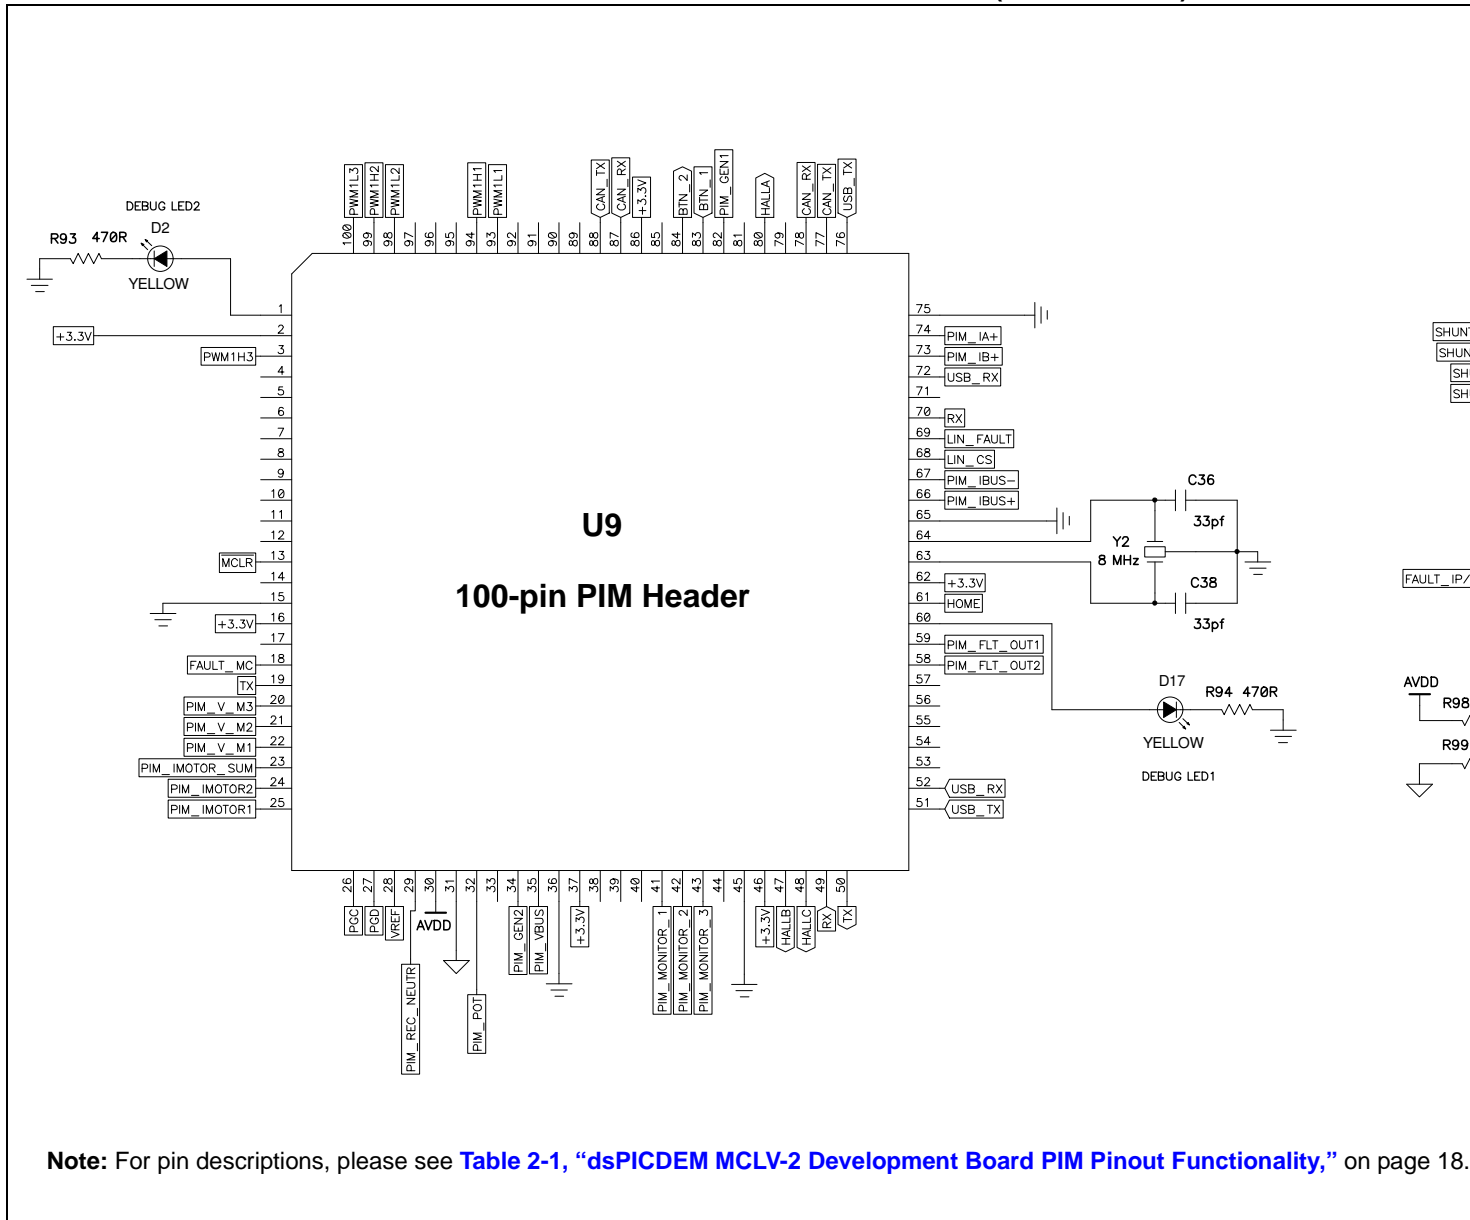 PWM1L3
PWM1H2
PWM1L2
PWM1H1
PWM1L1
CAN_TX
CAN_RX
+3.3V
BTN_2
BTN_1
PIM_GEN1
HALLA
CAN_RX
CAN_TX
USB_TX
100
99
98
97
96
95
94
93
92
91
90
89
88
87
86
85
84
83
82
81
80
79
78
77
76
DEBUG LED2
D2
R93 470R
YELLOW
1
+3.3V 2
PWM1H3 3
4
5
6
7
8
9
10
11
12
MCLR 13
14
15
+3.3V 16
17
FAULT_MC 18
TX 19
PIM_V_M3 20
PIM_V_M2 21
PIM_V_M1 22
PIM_IMOTOR_SUM 23
PIM_IMOTOR2 24
PIM_IMOTOR1 25
U9
100-pin PIM Header
75
74 PIM_IA+
73 PIM_IB+
72 USB_RX
71
70 RX
69 LIN_FAULT
68 LIN_CS
67 PIM_IBUS-
66 PIM_IBUS+
65
64
63
62 +3.3V
61 HOME
60
59 PIM_FLT_OUT1
58 PIM_FLT_OUT2
57
56
55
54
53
52 USB_RX
51 USB_TX
C36
33pf
Y2
8 MHz
C38
33pf
D17
R94 470R
YELLOW
DEBUG LED1
SHUN
SHUN
SH
SH
FAULT_IP/
AVDD
R98
R99
26
27
28
29
30
31
32
33
34
35
36
37
38
39
40
41
42
43
44
45
46
47
48
49
50
PGC
PGD
VREF
PIM_REC_NEUTR
AVDD
PIM_POT
PIM_GEN2
PIM_VBUS
+3.3V
PIM_MONITOR_1
PIM_MONITOR_2
PIM_MONITOR_3
+3.3V
HALLB
HALLC
RX
TX
Note: For pin descriptions, please see Table 2-1, “dsPICDEM MCLV-2 Development Board PIM Pinout Functionality,” on page 18.